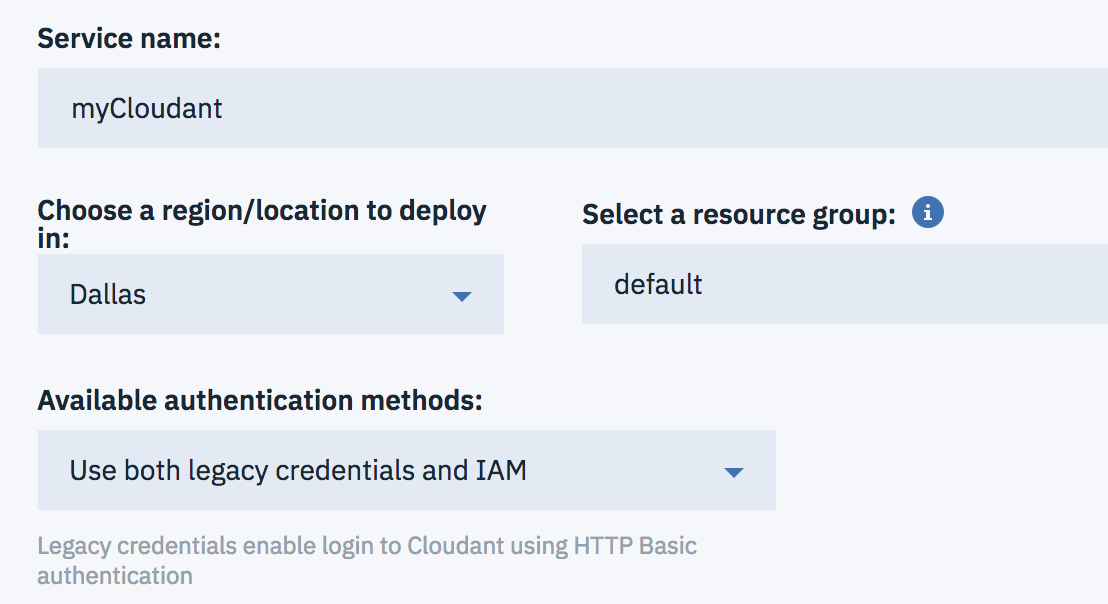 Service name:
myCloudant
Choose a region/location to deploy
in:
Dallas
Select a resource group:
default
Available authentication methods:
Use both legacy credentials and IAM
Legacy credentials enable login to Cloudant using HTTP Basic
authentication